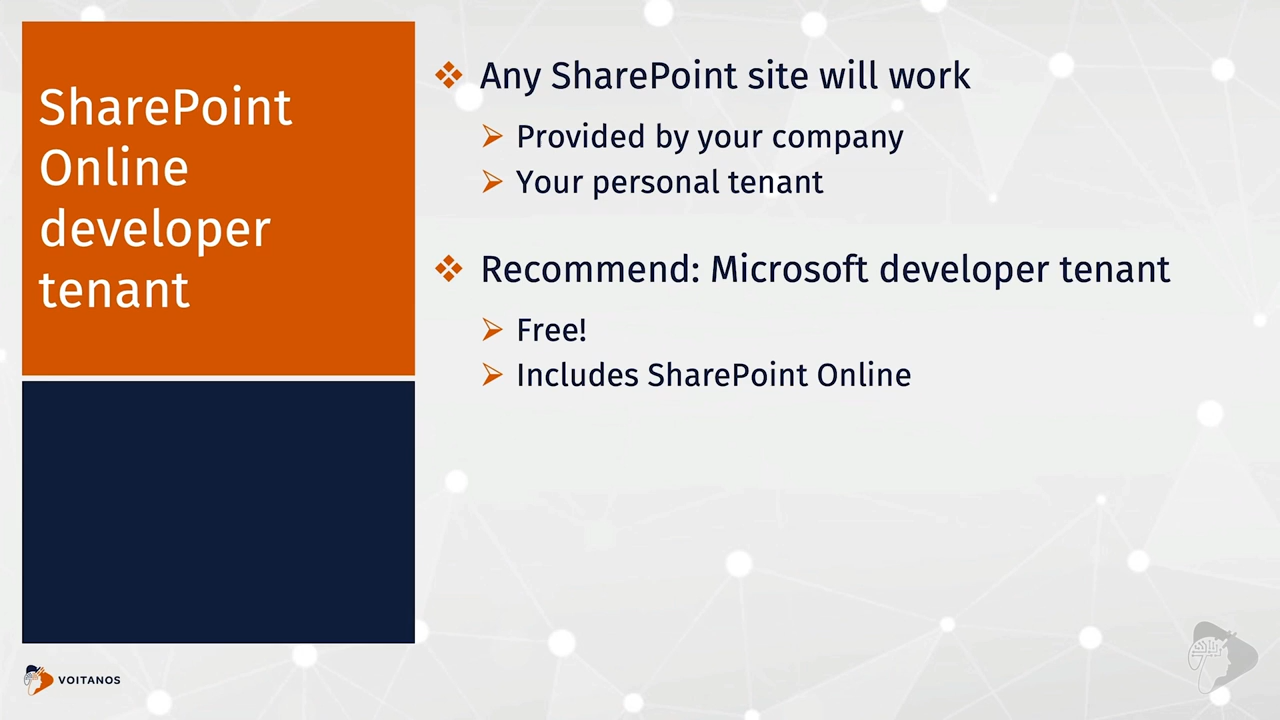 SharePoint
Online
developer
tenant
Any SharePoint site will work
Provided by your company
Your personal tenant
Recommend: Microsoft developer tenant
Free!
Includes SharePoint Online
VOITANOS